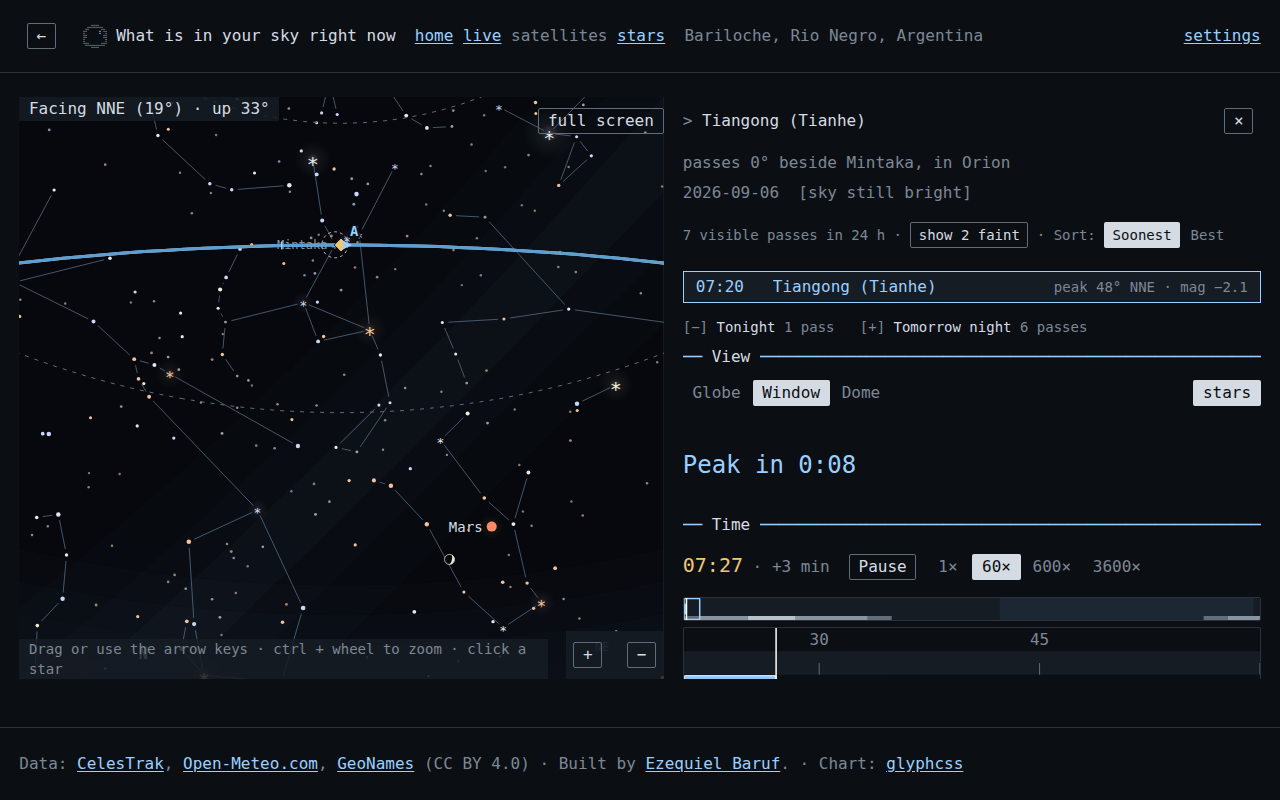 ←
What is in your sky right now home live satellites stars Bariloche, Rio Negro, Argentina settings
Facing NNE (19°) · up 33°
full screen
A
Mintaka
Mars
Drag or use the arrow keys · ctrl + wheel to zoom · click a
star
+ −
> Tiangong (Tianhe) ×
passes 0° beside Mintaka, in Orion
2026-09-06 [sky still bright]
7 visible passes in 24 h · show 2 faint · Sort: Soonest Best
07:20 Tiangong (Tianhe) peak 48° NNE · mag −2.1
[−] Tonight 1 pass [+] Tomorrow night 6 passes
View
Globe Window Dome stars
Peak in 0:08
Time
07:27 · +3 min Pause 1× 60× 600× 3600×
30 45
Data: CelesTrak, Open-Meteo.com, GeoNames (CC BY 4.0) · Built by Ezequiel Baruf. · Chart: glyphcss